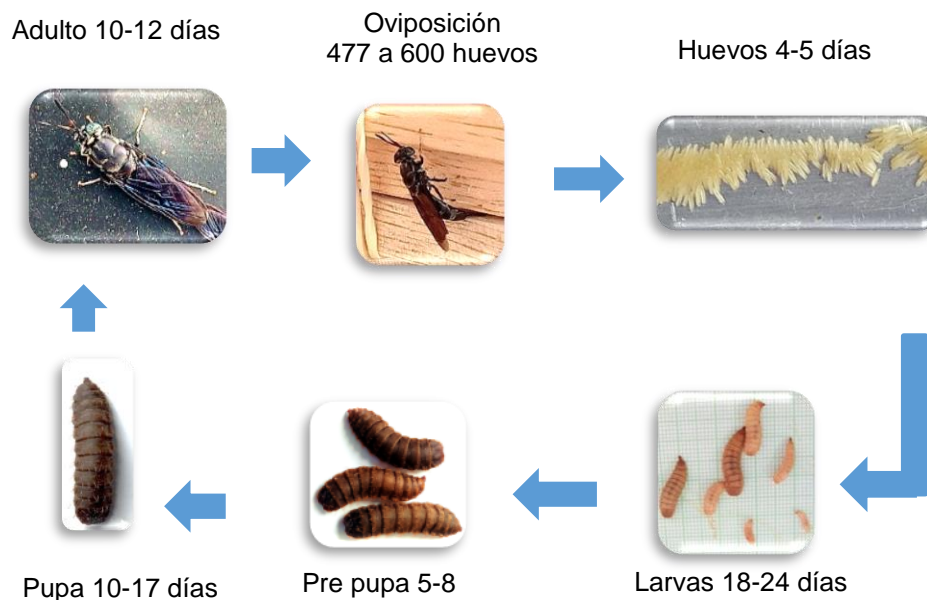 Adulto 10-12 días
Oviposición
477 a 600 huevos
Huevos 4-5 días
Pupa 10-17 días
Pre pupa 5-8
Larvas 18-24 días